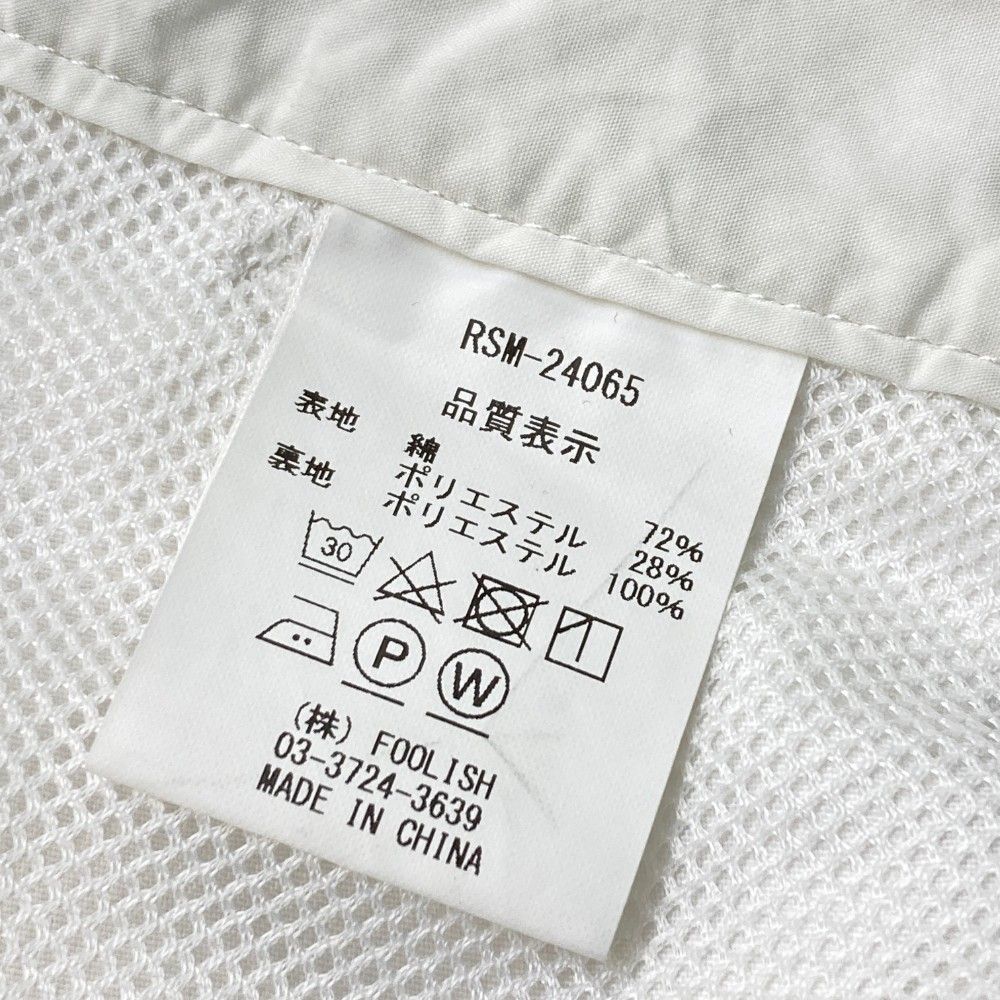 RSM-24065
品質表示
表地 綿 72%
ポリエステル 28%
裏地 ポリエステル 100%
30
P W
(株) FOOLISH
03-3724-3639
MADE IN CHINA